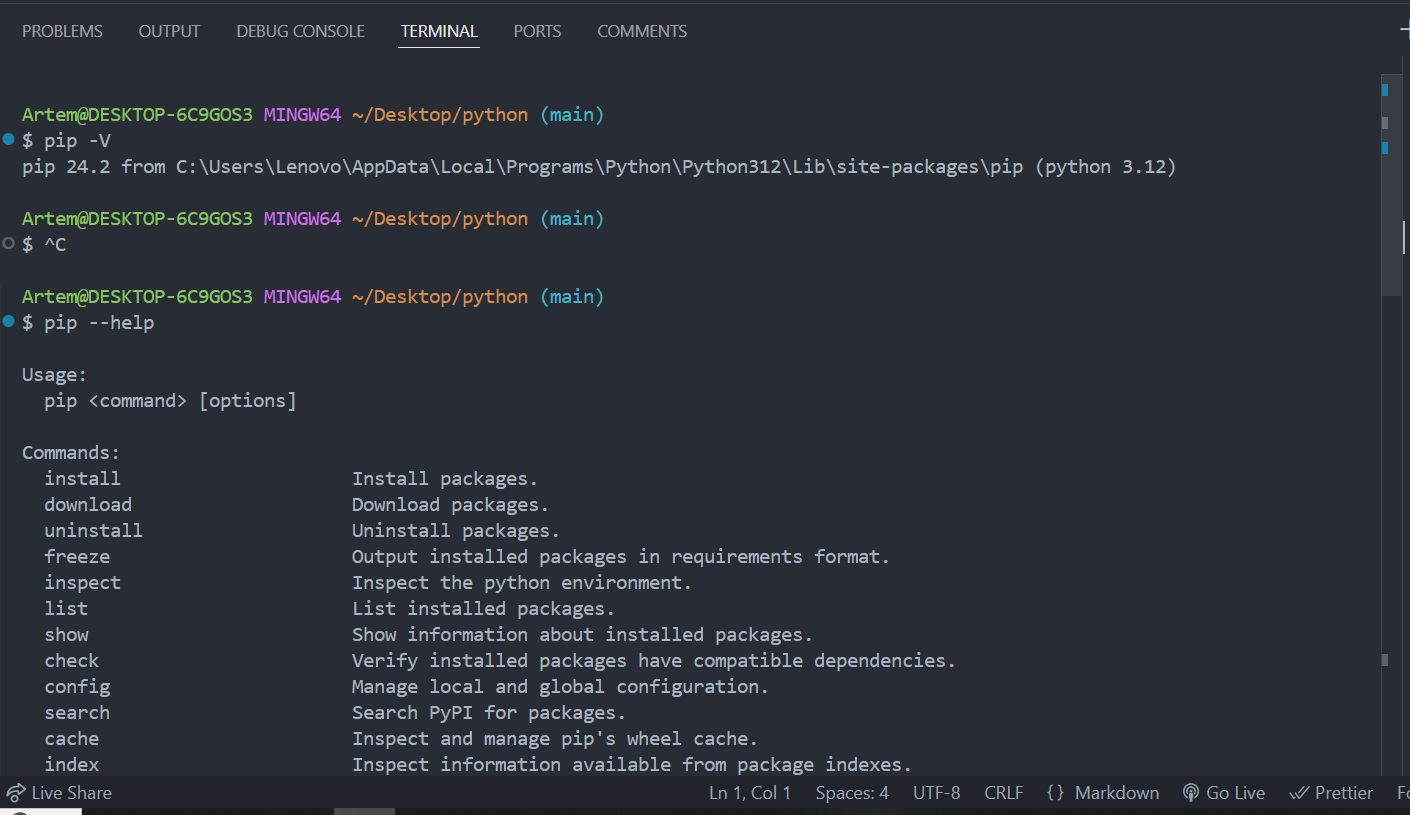 PROBLEMS OUTPUT DEBUG CONSOLE TERMINAL PORTS COMMENTS
Artem@DESKTOP-6C9GOS3 MINGW64 ~/Desktop/python (main)
$ pip -V
pip 24.2 from C:\Users\Lenovo\AppData\Local\Programs\Python\Python312\Lib\site-packages\pip (python 3.12)
Artem@DESKTOP-6C9GOS3 MINGW64 ~/Desktop/python (main)
$ ^C
Artem@DESKTOP-6C9GOS3 MINGW64 ~/Desktop/python (main)
$ pip --help
Usage:
pip <command> [options]
Commands:
install Install packages.
download Download packages.
uninstall Uninstall packages.
freeze Output installed packages in requirements format.
inspect Inspect the python environment.
list List installed packages.
show Show information about installed packages.
check Verify installed packages have compatible dependencies.
config Manage local and global configuration.
search Search PyPI for packages.
cache Inspect and manage pip's wheel cache.
index Inspect information available from package indexes.
Live Share Ln 1, Col 1 Spaces: 4 UTF-8 CRLF {} Markdown Go Live Prettier